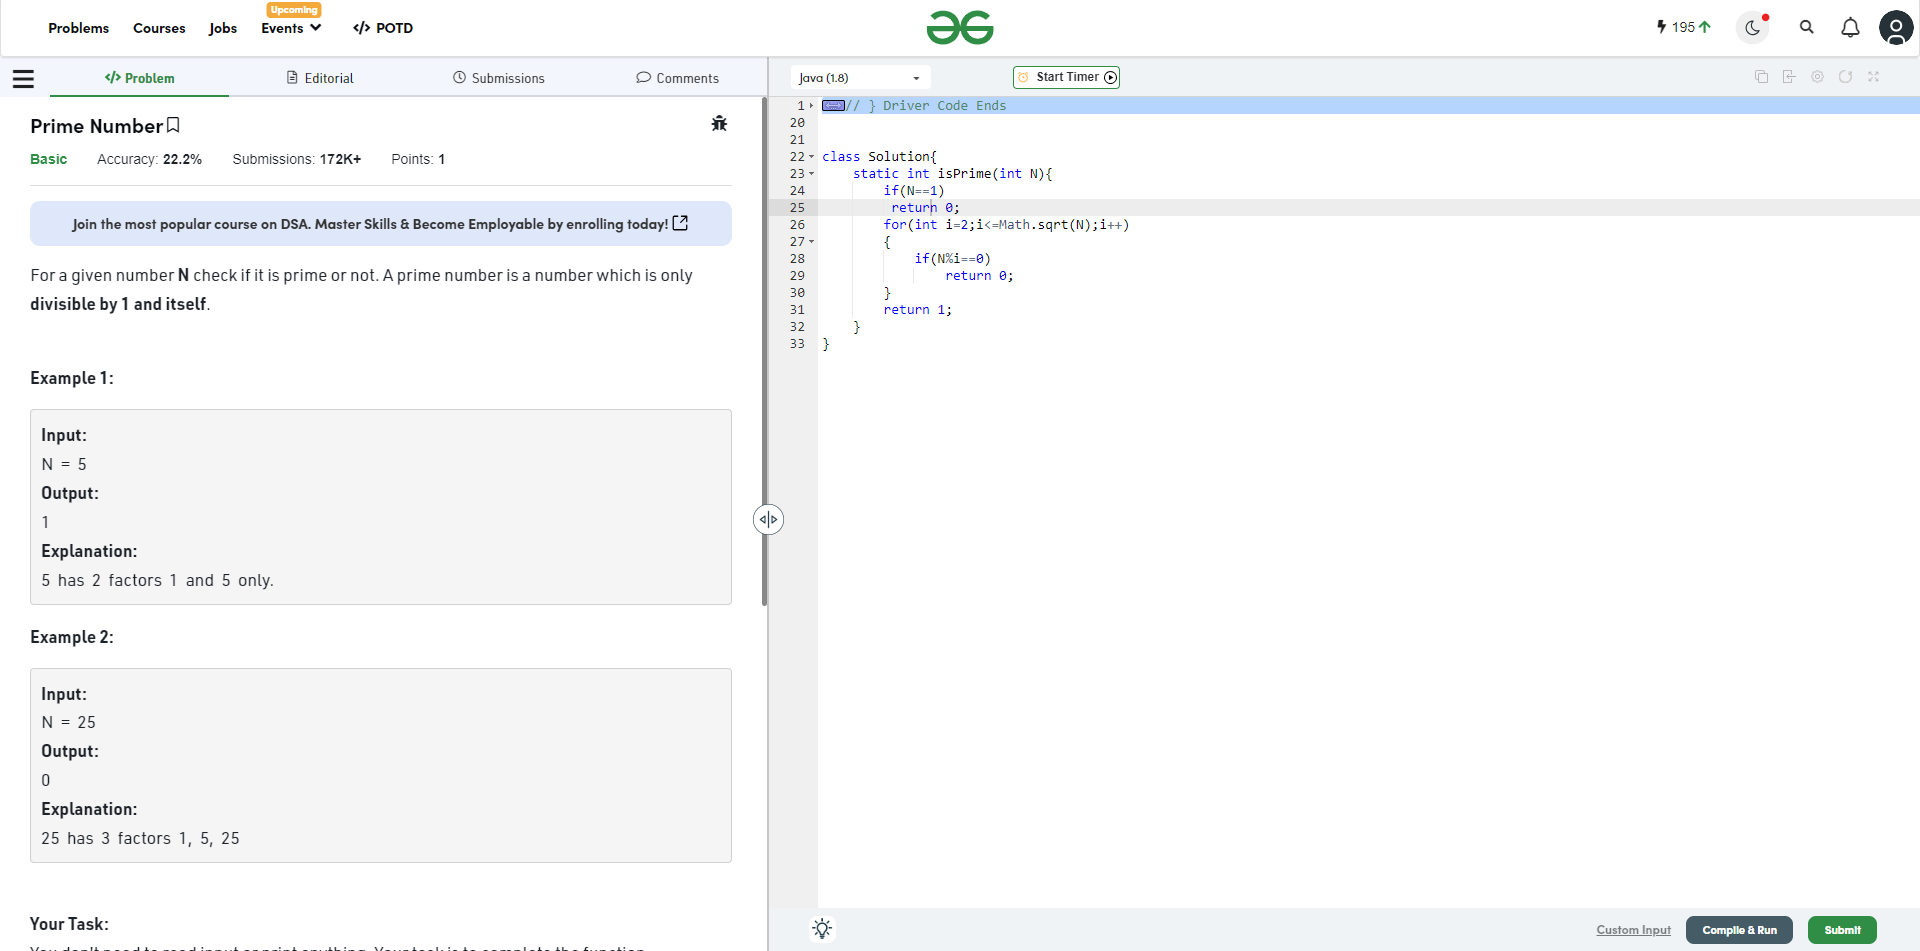 Upcoming
Problems Courses Jobs Events </> POTD
195
</> Problem Editorial Submissions Comments
Java (1.8) Start Timer
Prime Number
Basic Accuracy: 22.2% Submissions: 172K+ Points: 1
Join the most popular course on DSA. Master Skills & Become Employable by enrolling today!
For a given number N check if it is prime or not. A prime number is a number which is only
divisible by 1 and itself.
Example 1:
Input:
N = 5
Output:
1
Explanation:
5 has 2 factors 1 and 5 only.
Example 2:
Input:
N = 25
Output:
0
Explanation:
25 has 3 factors 1, 5, 25
Your Task:
You don't need to read input or print anything. Your task is to complete the function
1 // } Driver Code Ends
20
21
22 class Solution{
23 static int isPrime(int N){
24 if(N==1)
25 return 0;
26 for(int i=2;i<=Math.sqrt(N);i++)
27 {
28 if(N%i==0)
29 return 0;
30 }
31 return 1;
32 }
33 }
Custom Input Compile & Run Submit